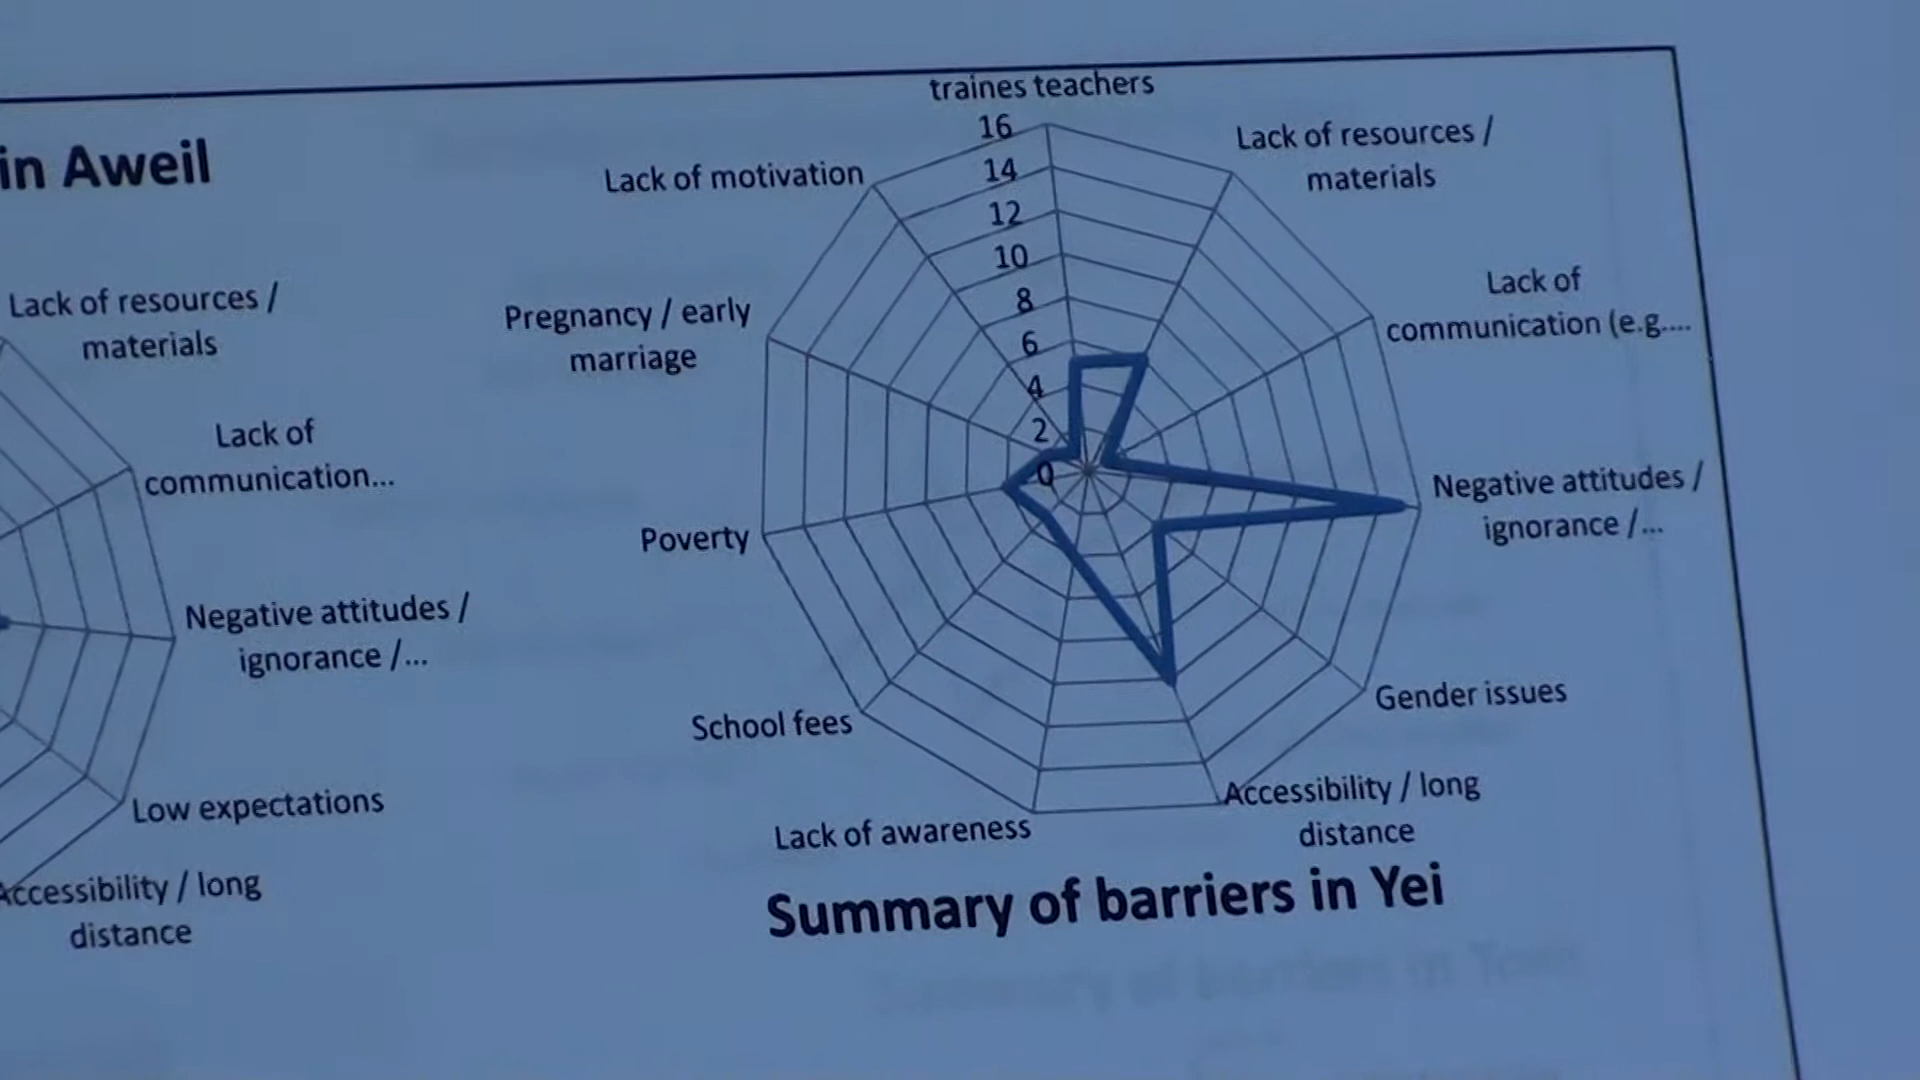 in Aweil
Lack of resources /
materials
Lack of
communication...
Negative attitudes /
ignorance /...
Low expectations
Accessibility / long
distance
traines teachers
16
14
12
10
8
6
4
2
0
Lack of resources /
materials
Lack of
communication (e.g....
Negative attitudes /
ignorance /...
Gender issues
Accessibility / long
distance
Lack of awareness
School fees
Poverty
Pregnancy / early
marriage
Lack of motivation
Summary of barriers in Yei